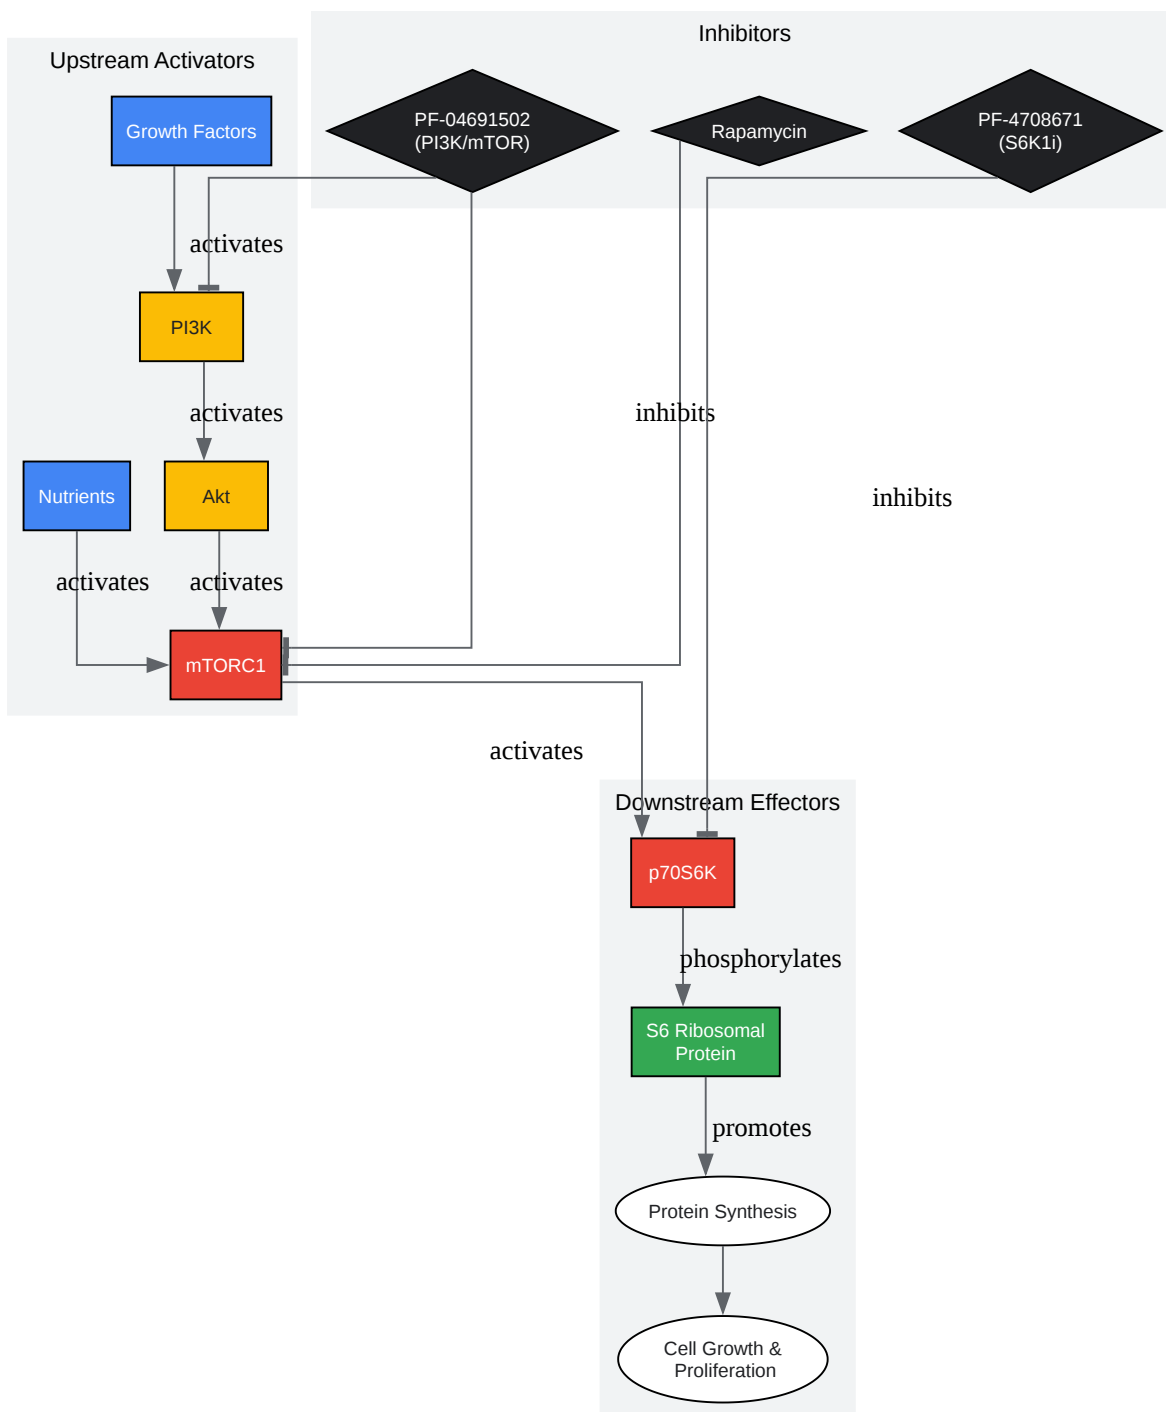 Inhibitors
Upstream Activators
PF-04691502
(PI3K/mTOR)
Rapamycin
PF-4708671
(S6K1i)
Growth Factors
activates
PI3K
activates
inhibits
Nutrients
Akt
inhibits
activates
activates
mTORC1
activates
Downstream Effectors
p70S6K
phosphorylates
S6 Ribosomal
Protein
promotes
Protein Synthesis
Cell Growth &
Proliferation